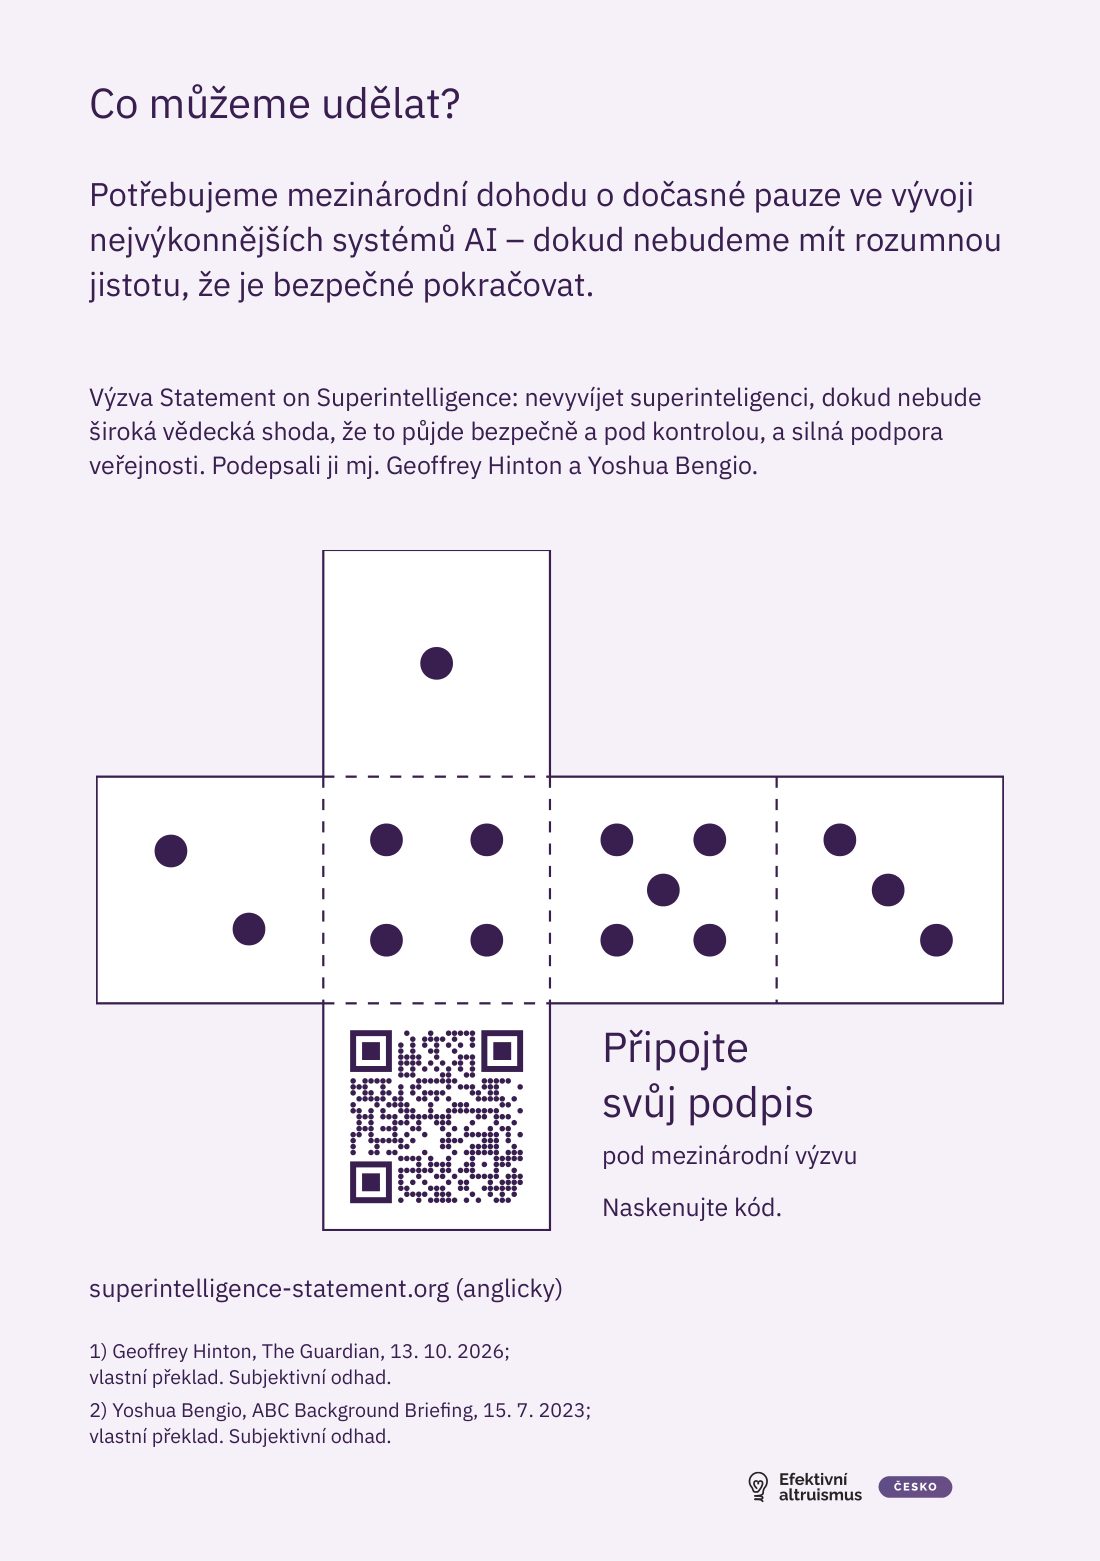 Co můžeme udělat?
Potřebujeme mezinárodní dohodu o dočasné pauze ve vývoji
nejvýkonnějších systémů AI – dokud nebudeme mít rozumnou
jistotu, že je bezpečné pokračovat.
Výzva Statement on Superintelligence: nevyvíjet superinteligenci, dokud nebude
široká vědecká shoda, že to půjde bezpečně a pod kontrolou, a silná podpora
veřejnosti. Podepsali ji mj. Geoffrey Hinton a Yoshua Bengio.
Připojte
svůj podpis
pod mezinárodní výzvu
Naskenujte kód.
superintelligence-statement.org (anglicky)
1) Geoffrey Hinton, The Guardian, 13. 10. 2026;
vlastní překlad. Subjektivní odhad.
2) Yoshua Bengio, ABC Background Briefing, 15. 7. 2023;
vlastní překlad. Subjektivní odhad.
Efektivní
altruismus
ČESKO